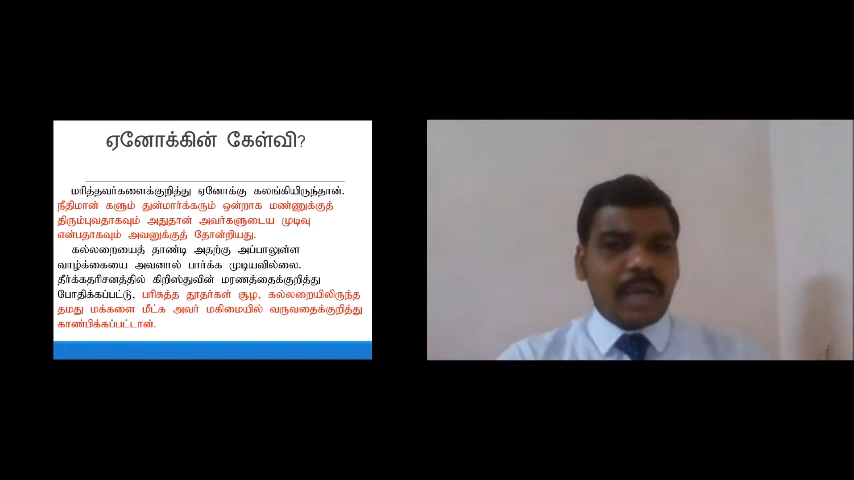 ஏனோக்கின் கேள்வி?
மரித்தவர்களைக்குறித்து ஏனோக்கு கலங்கியிருந்தான்.
நீதிமான் களும் துன்மார்க்கரும் ஒன்றாக மண்ணுக்குத்
திரும்புவதாகவும் அதுதான் அவர்களுடைய முடிவு
என்பதாகவும் அவனுக்குத் தோன்றியது.
கல்லறையைத் தாண்டி அதற்கு அப்பாலுள்ள
வாழ்க்கையை அவனால் பார்க்க முடியவில்லை.
தீர்க்கதரிசனத்தில் கிறிஸ்துவின் மரணத்தைக்குறித்து
போதிக்கப்பட்டு, பரிசுத்த தூதர்கள் சூழ, கல்லறையிலிருந்த
தமது மக்களை மீட்க அவர் மகிமையில் வருவதைக்குறித்து
காண்பிக்கப்பட்டான்.